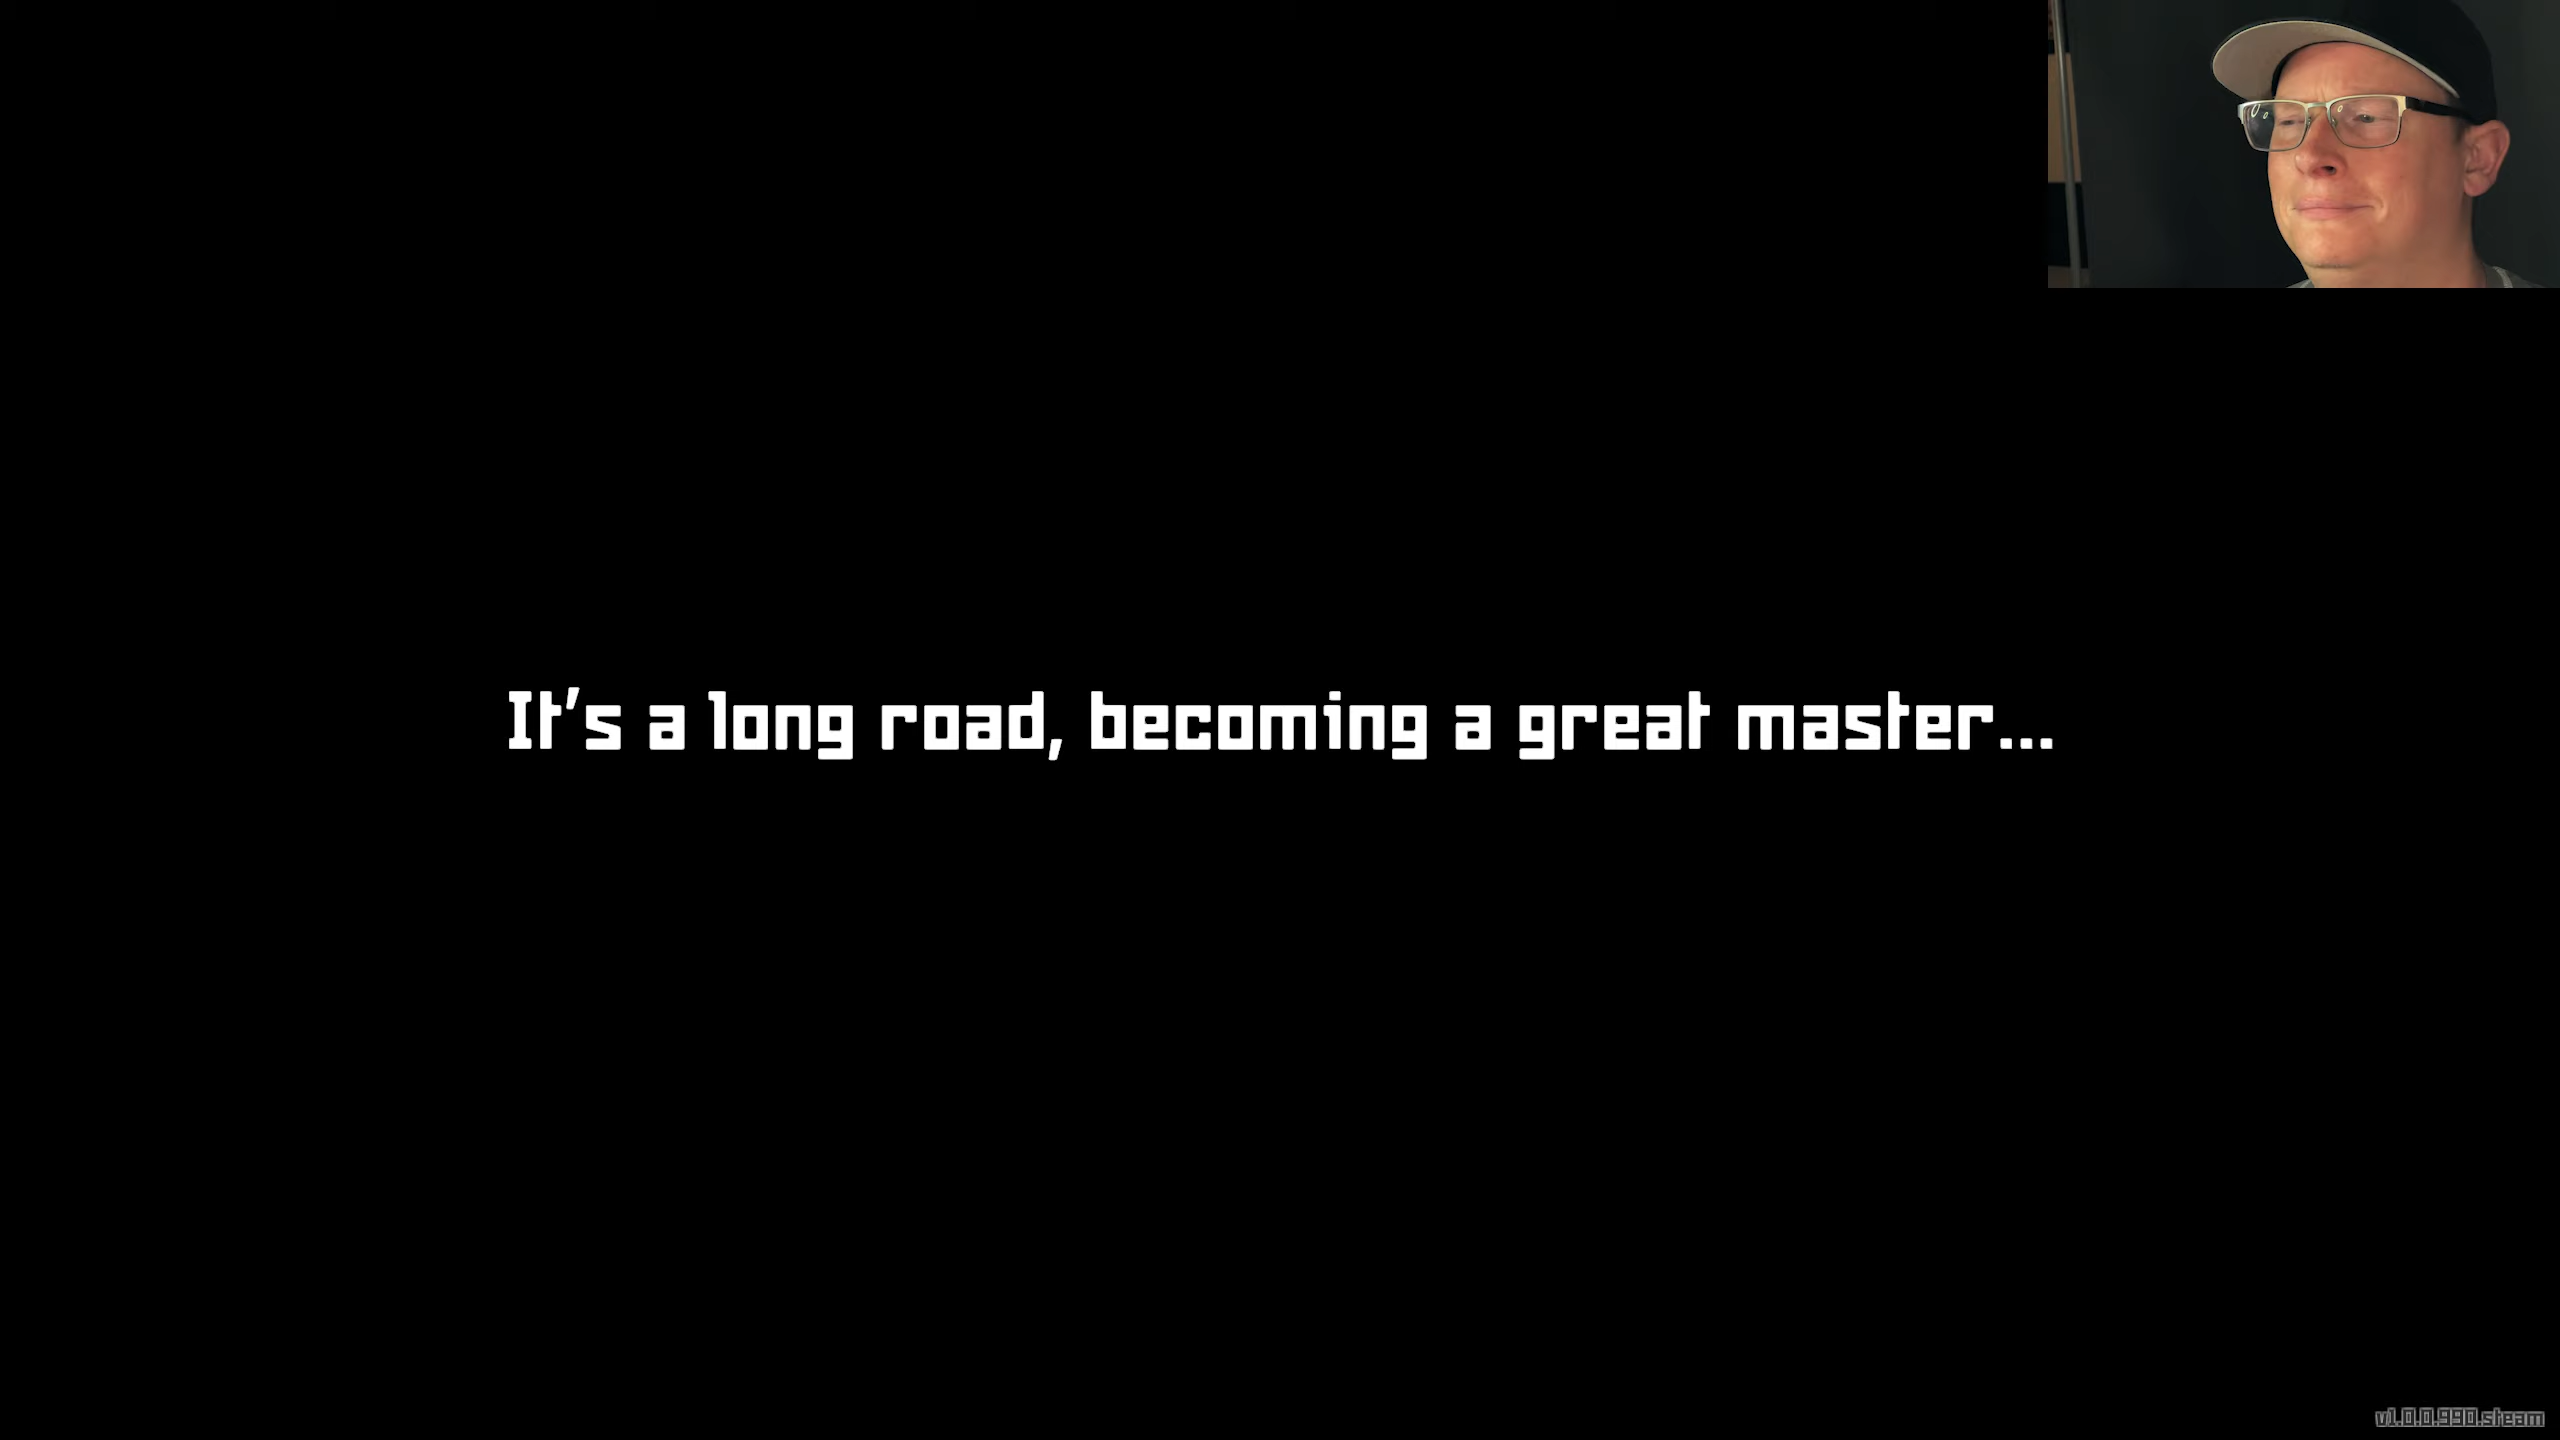 It's a long road, becoming a great master...
v1.0.0.990.steam